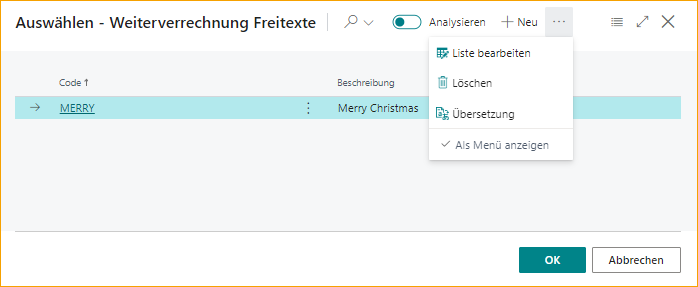 Auswählen - Weiterverrechnung Freitexte
Analysieren
Neu
Liste bearbeiten
Löschen
Übersetzung
Als Menü anzeigen
Code ↑
Beschreibung
MERRY
Merry Christmas
OK
Abbrechen